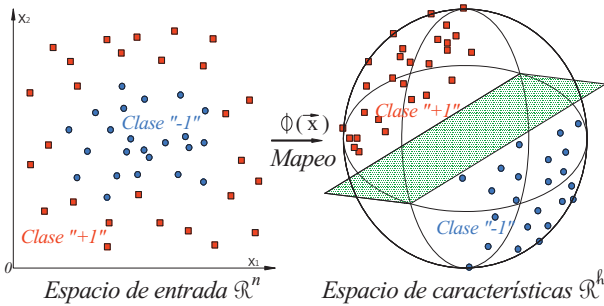 X₂
Clase "-1"
Clase "+1"
0
X₁
Espacio de entrada ℛⁿ
ϕ(x⃗)
Mapeo
Clase "+1"
Clase "-1"
Espacio de características ℛʰ